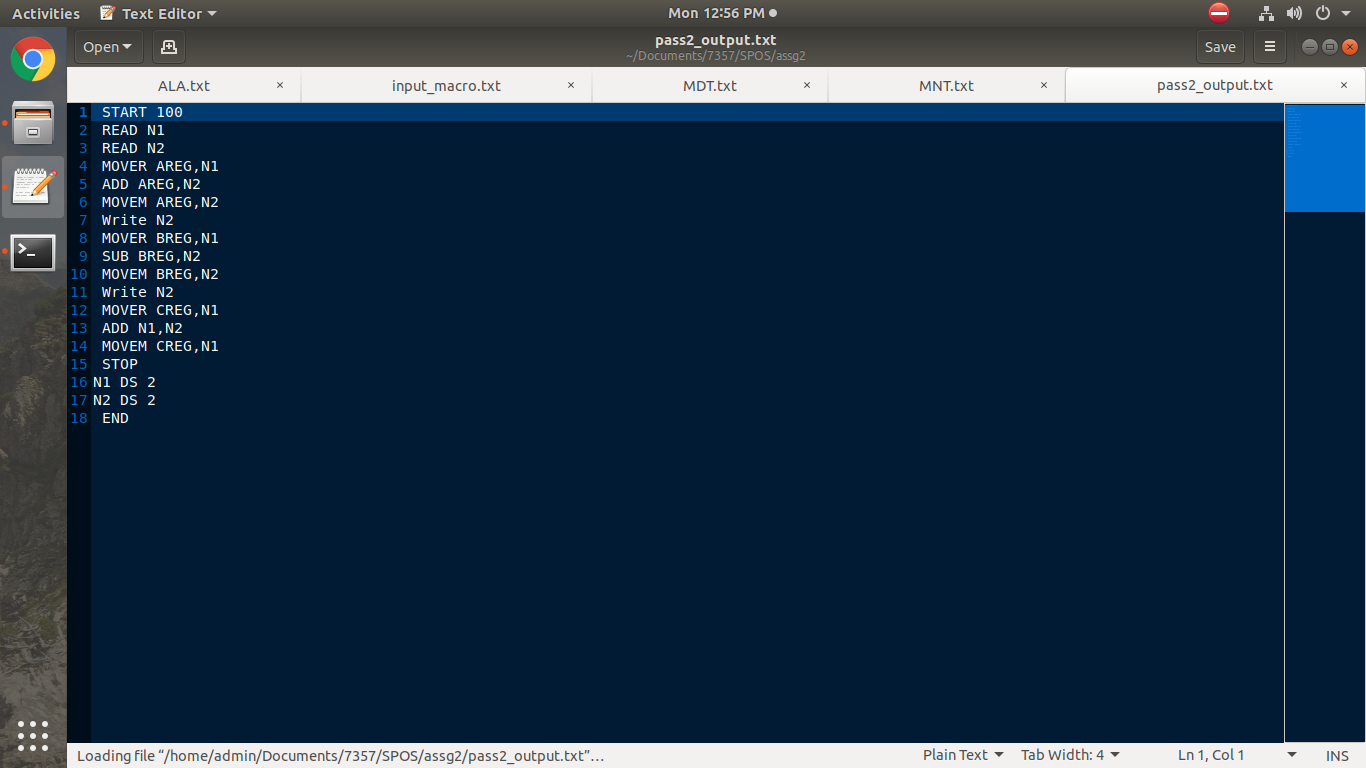 Activities Text Editor Mon 12:56 PM
Open pass2_output.txt Save
~/Documents/7357/SPOS/assg2
ALA.txt × input_macro.txt × MDT.txt × MNT.txt × pass2_output.txt ×
1 START 100
2 READ N1
3 READ N2
4 MOVER AREG,N1
5 ADD AREG,N2
6 MOVEM AREG,N2
7 Write N2
8 MOVER BREG,N1
9 SUB BREG,N2
10 MOVEM BREG,N2
11 Write N2
12 MOVER CREG,N1
13 ADD N1,N2
14 MOVEM CREG,N1
15 STOP
16 N1 DS 2
17 N2 DS 2
18 END
Loading file “/home/admin/Documents/7357/SPOS/assg2/pass2_output.txt”… Plain Text Tab Width: 4 Ln 1, Col 1 INS